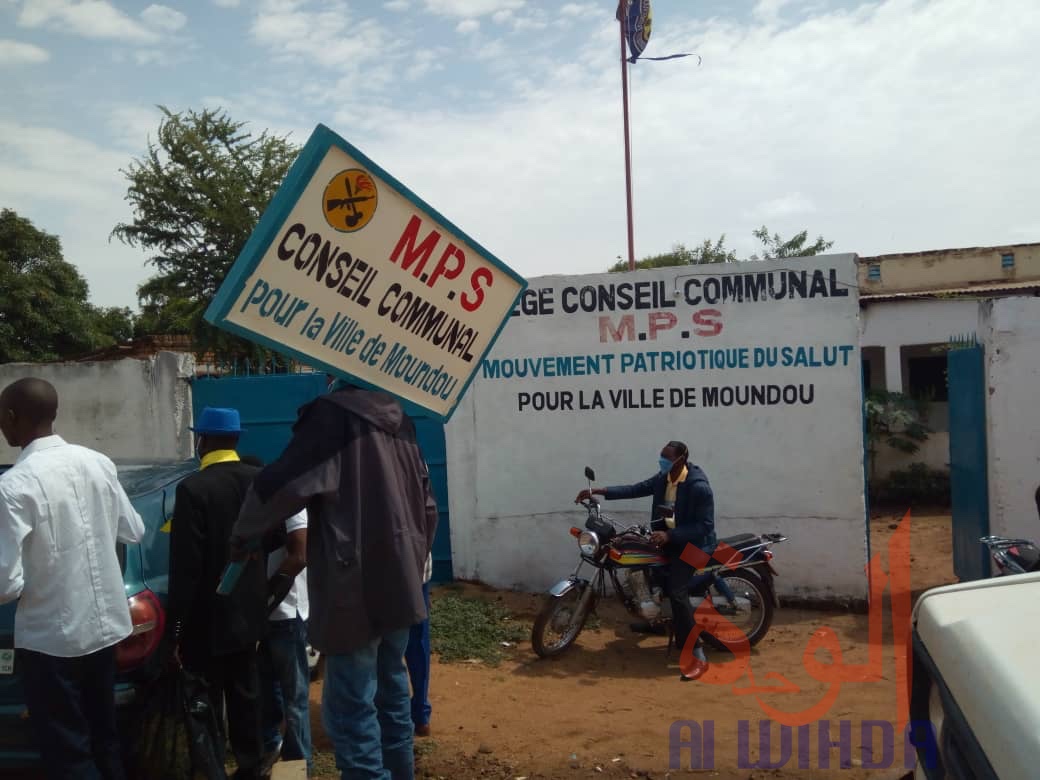 M.P.S
CONSEIL COMMUNAL
pour la Ville de Moundou
EGE CONSEIL COMMUNAL
M.P.S
MOUVEMENT PATRIOTIQUE DU SALUT
POUR LA VILLE DE MOUNDOU
الوحدة
Al WIHDA